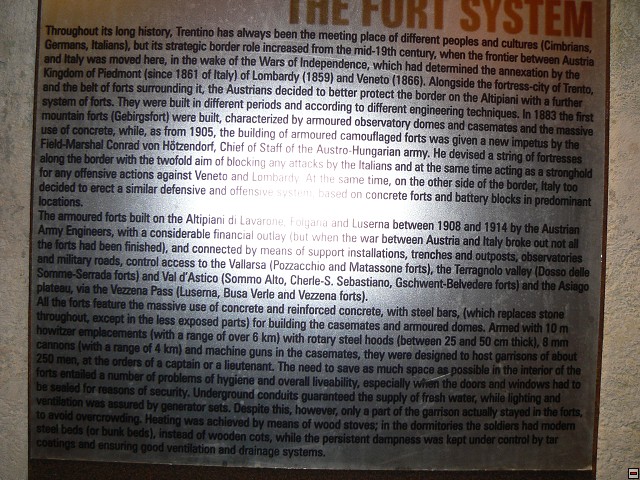 THE FORT SYSTEM
Throughout its long history, Trentino has always been the meeting place of different peoples and cultures (Cimbrians,
Germans, Italians), but its strategic border role increased from the mid-19th century, when the frontier between Austria
and Italy was moved here, in the wake of the Wars of Independence, which had determined the annexation by the
Kingdom of Piedmont (since 1861 of Italy) of Lombardy (1859) and Veneto (1866). Alongside the fortress-city of Trento,
and the belt of forts surrounding it, the Austrians decided to better protect the border on the Altipiani with a further
system of forts. They were built in different periods and according to different engineering techniques. In 1883 the first
mountain forts (Gebirgsfort) were built, characterized by armoured observatory domes and casemates and the massive
use of concrete, while, as from 1905, the building of armoured camouflaged forts was given a new impetus by the
Field-Marshal Conrad von Hötzendorf, Chief of Staff of the Austro-Hungarian army. He devised a string of fortresses
along the border with the twofold aim of blocking any attacks by the Italians and at the same time acting as a stronghold
for any offensive actions against Veneto and Lombardy. At the same time, on the other side of the border, Italy too
decided to erect a similar defensive and offensive system, based on concrete forts and battery blocks in predominant
locations.
The armoured forts built on the Altipiani di Lavarone, Folgaria and Luserna between 1908 and 1914 by the Austrian
Army Engineers, with a considerable financial outlay (but when the war between Austria and Italy broke out not all
the forts had been finished), and connected by means of support installations, trenches and outposts, observatories
and military roads, control access to the Vallarsa (Pozzacchio and Matassone forts), the Terragnolo valley (Dosso delle
Somme-Serrada forts) and Val d'Astico (Sommo Alto, Cherle-S. Sebastiano, Gschwent-Belvedere forts) and the Asiago
plateau, via the Vezzena Pass (Luserna, Busa Verle and Vezzena forts).
All the forts feature the massive use of concrete and reinforced concrete, with steel bars, (which replaces stone
throughout, except in the less exposed parts) for building the casemates and armoured domes. Armed with 10 m
howitzer emplacements (with a range of over 6 km) with rotary steel hoods (between 25 and 50 cm thick), 8 mm
cannons (with a range of 4 km) and machine guns in the casemates, they were designed to host garrisons of about
250 men, at the orders of a captain or a lieutenant. The need to save as much space as possible in the interior of the
forts entailed a number of problems of hygiene and overall liveability, especially when the doors and windows had to
be sealed for reasons of security. Underground conduits guaranteed the supply of fresh water, while lighting and
ventilation was assured by generator sets. Despite this, however, only a part of the garrison actually stayed in the forts,
to avoid overcrowding. Heating was achieved by means of wood stoves; in the dormitories the soldiers had modern
steel beds (or bunk beds), instead of wooden cots, while the persistent dampness was kept under control by tar
coatings and ensuring good ventilation and drainage systems.